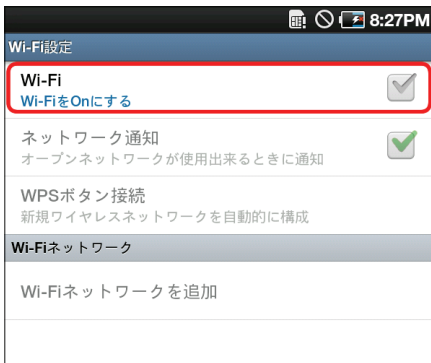 8:27PM
Wi-Fi設定
Wi-Fi
Wi-FiをOnにする
ネットワーク通知
オープンネットワークが使用出来るときに通知
WPSボタン接続
新規ワイヤレスネットワークを自動的に構成
Wi-Fiネットワーク
Wi-Fiネットワークを追加